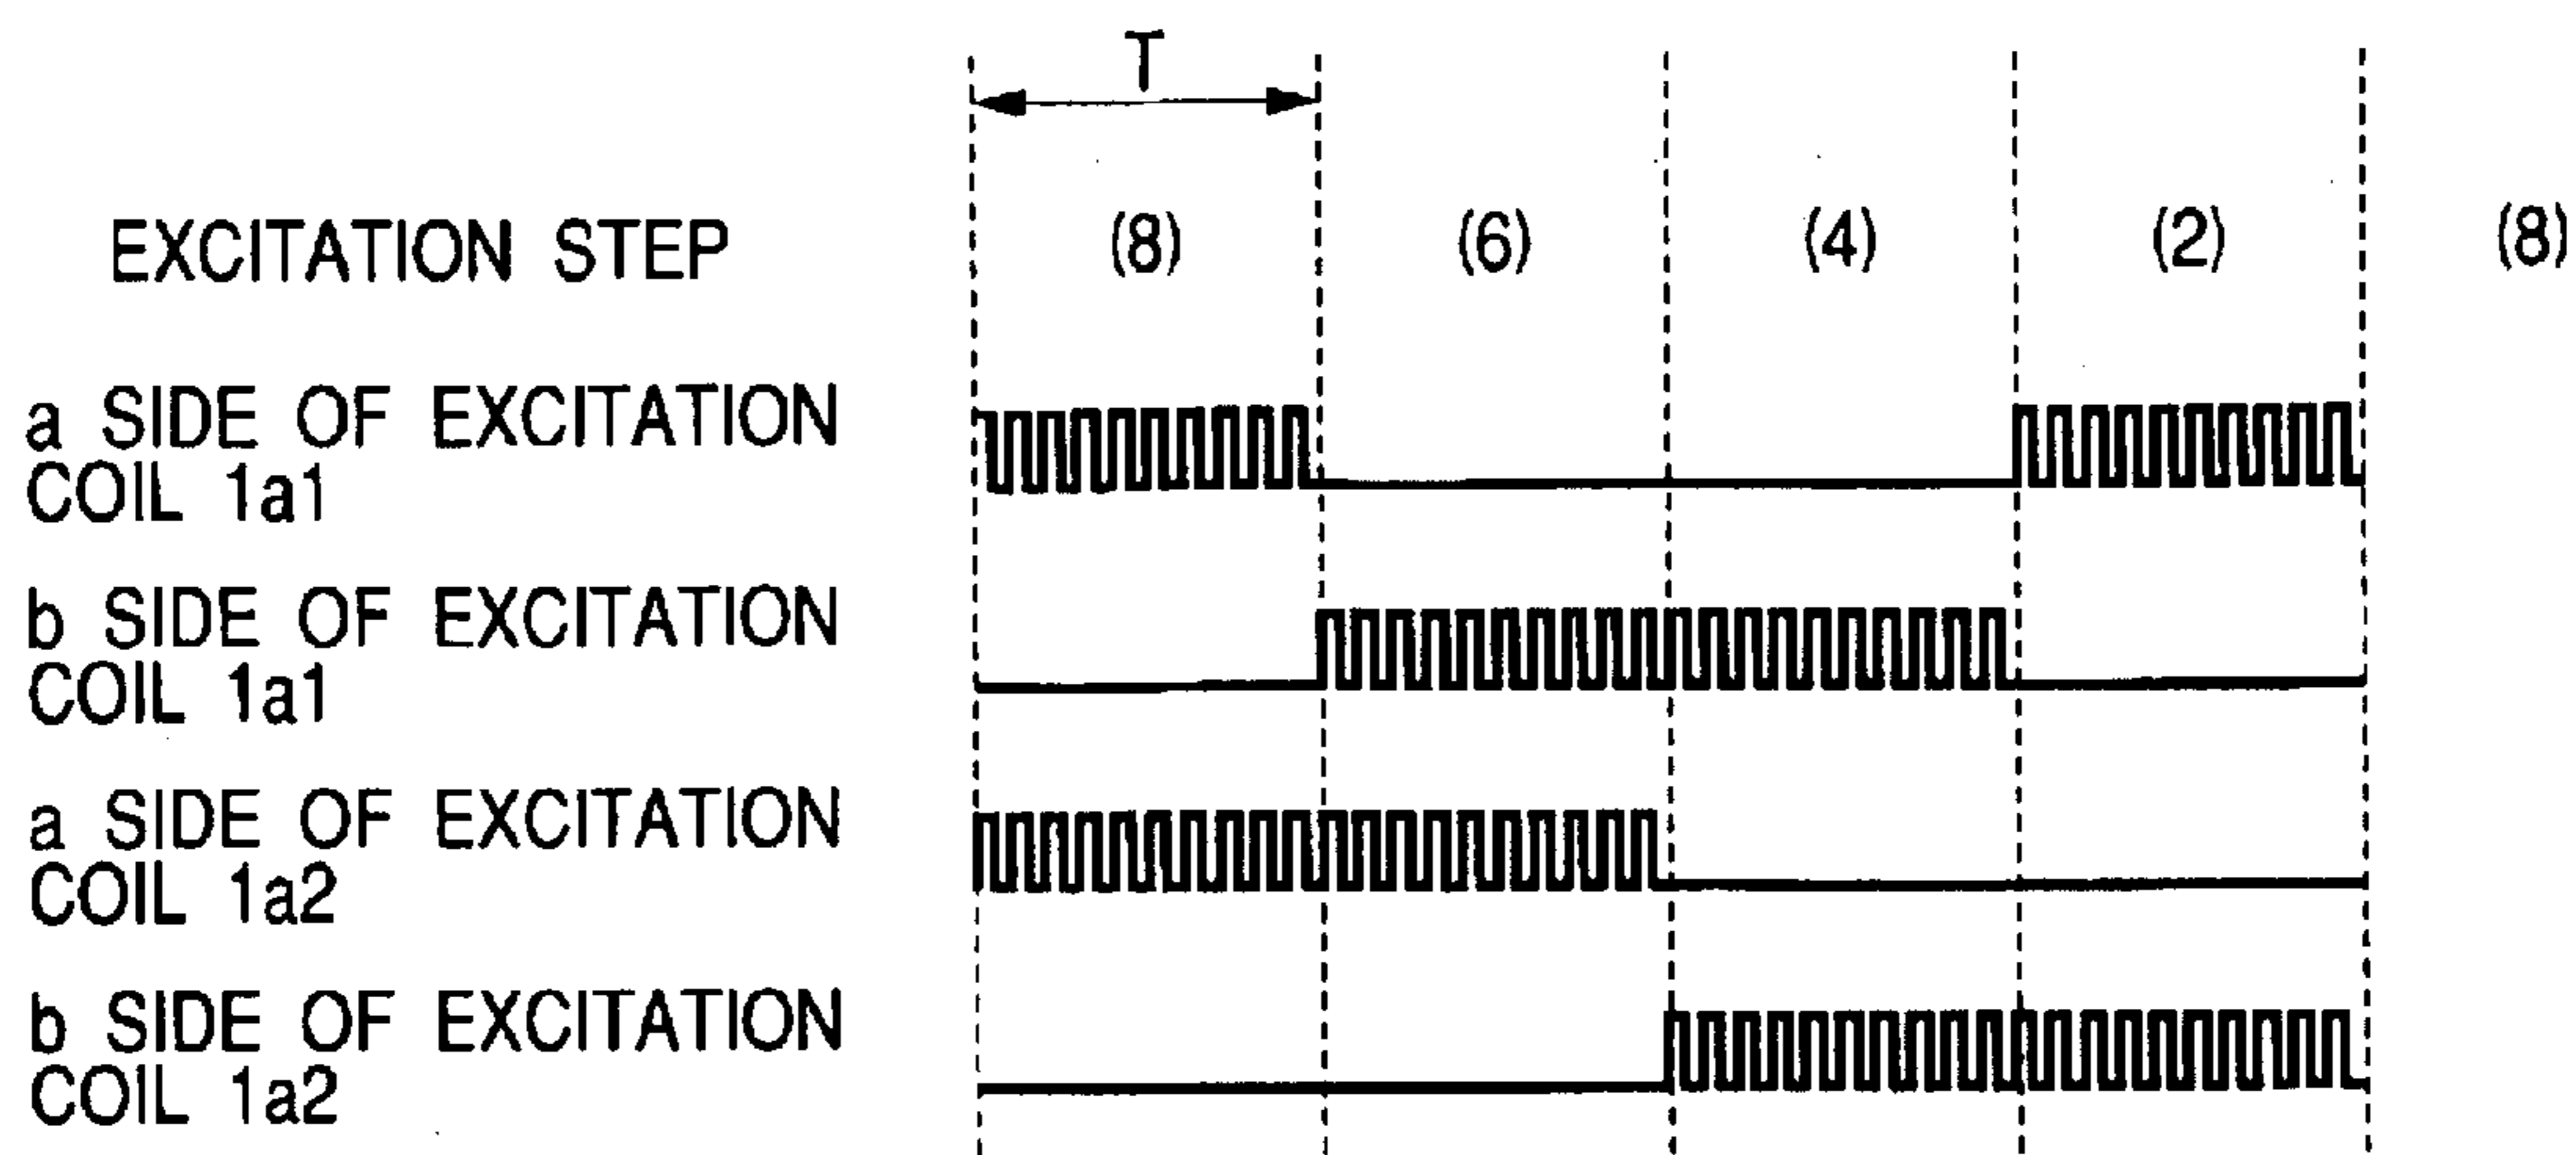 T
EXCITATION STEP (8) (6) (4) (2) (8)
a SIDE OF EXCITATION
COIL 1a1
b SIDE OF EXCITATION
COIL 1a1
a SIDE OF EXCITATION
COIL 1a2
b SIDE OF EXCITATION
COIL 1a2